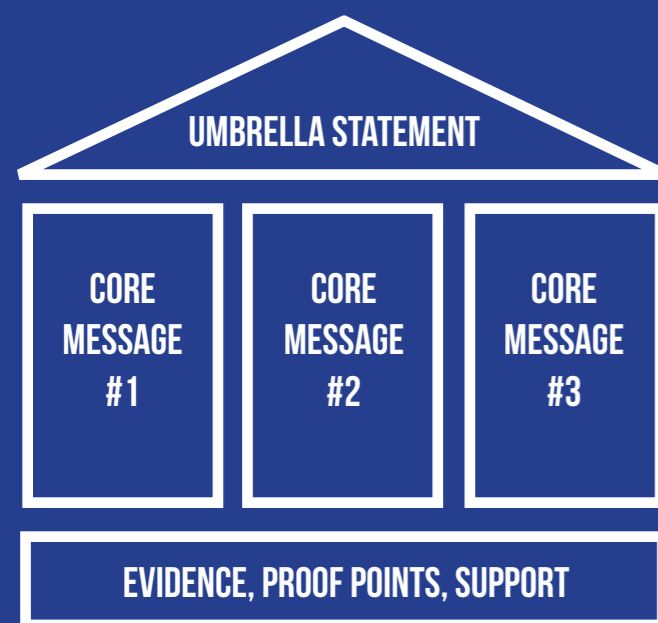 UMBRELLA STATEMENT
CORE
MESSAGE
#1
CORE
MESSAGE
#2
CORE
MESSAGE
#3
EVIDENCE, PROOF POINTS, SUPPORT